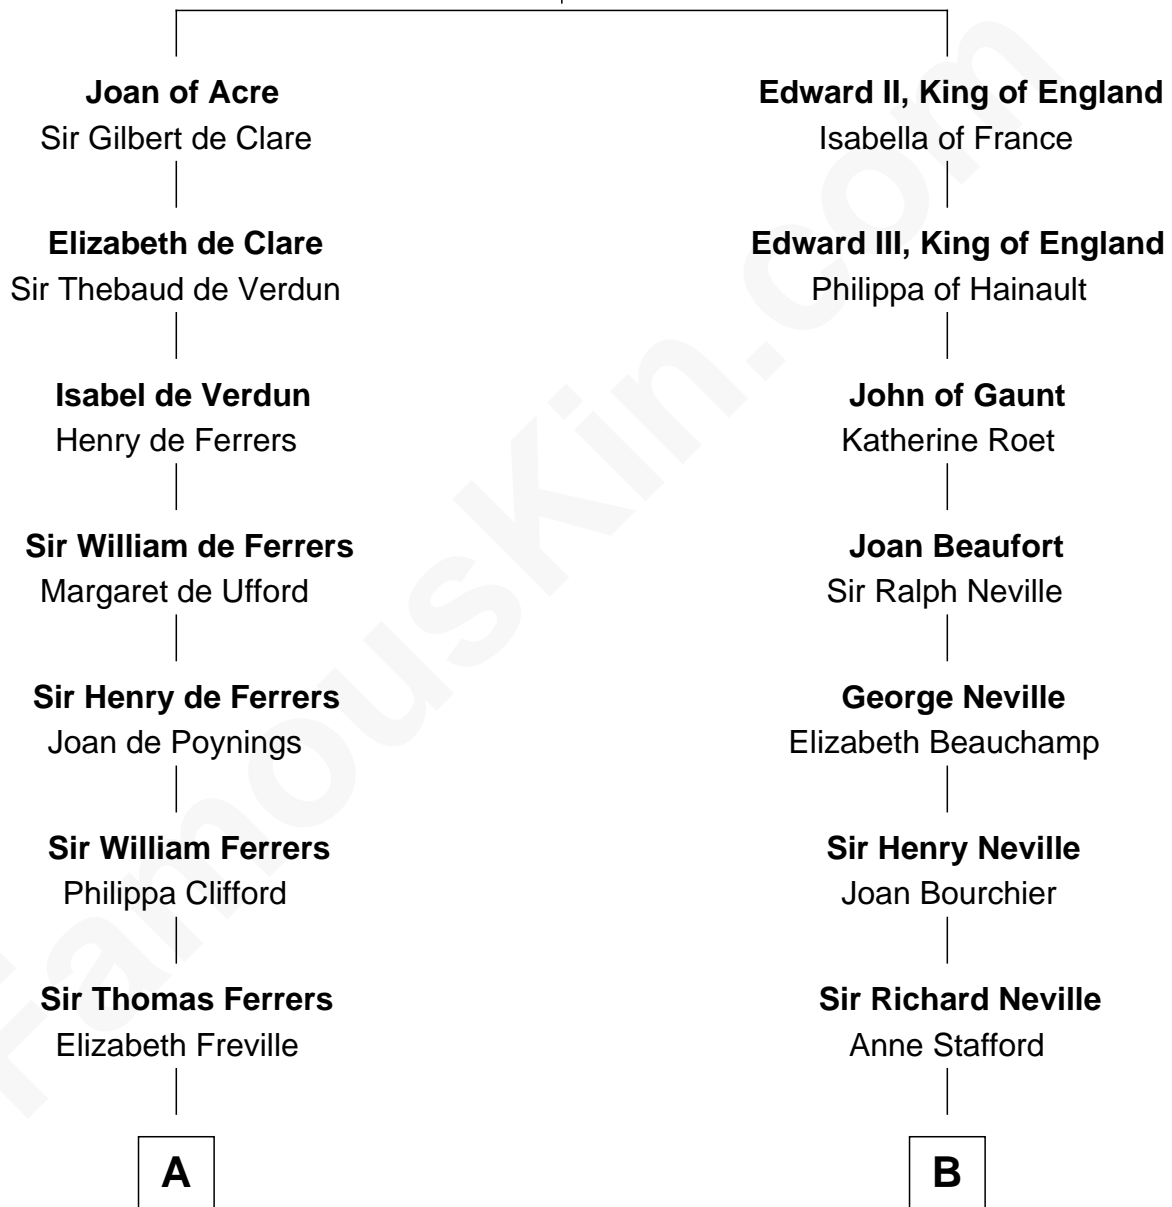 Joan of Acre
Sir Gilbert de Clare
Elizabeth de Clare
Sir Thebaud de Verdun
Isabel de Verdun
Henry de Ferrers
Sir William de Ferrers
Margaret de Ufford
Sir Henry de Ferrers
Joan de Poynings
Sir William Ferrers
Philippa Clifford
Sir Thomas Ferrers
Elizabeth Freville
A
Edward II, King of England
Isabella of France
Edward III, King of England
Philippa of Hainault
John of Gaunt
Katherine Roet
Joan Beaufort
Sir Ralph Neville
George Neville
Elizabeth Beauchamp
Sir Henry Neville
Joan Bourchier
Sir Richard Neville
Anne Stafford
B
FamousKin.com